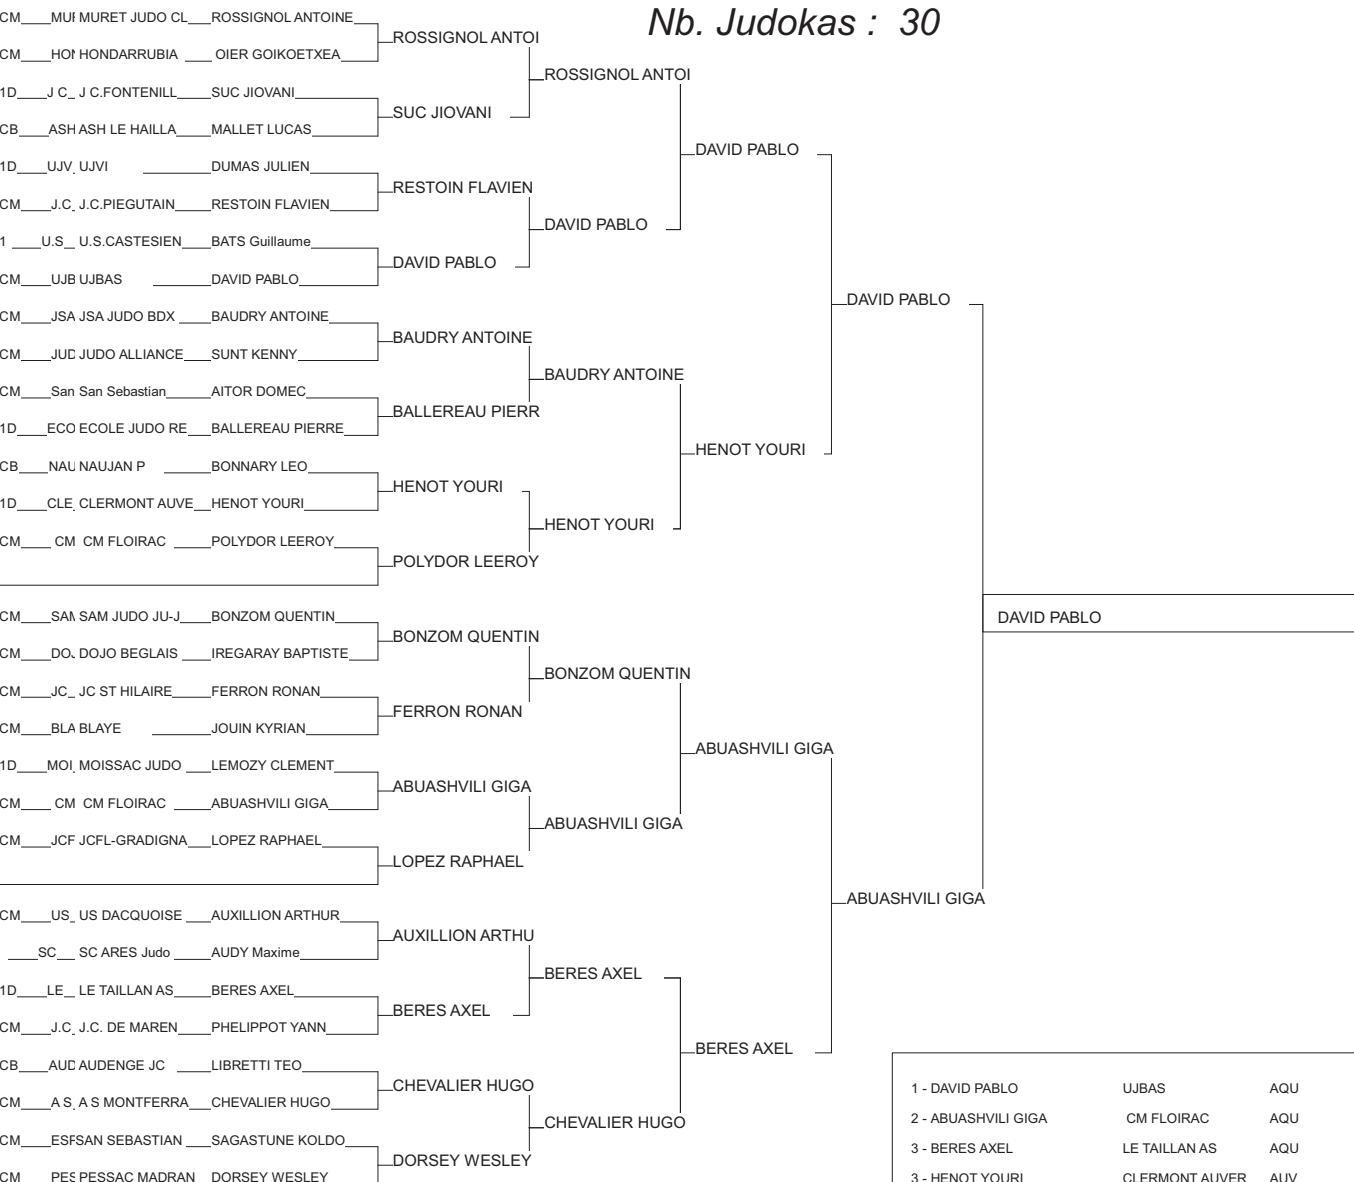 Nb. Judokas : 30
CM MUR MURET JUDO CL ROSSIGNOL ANTOINE
CM HON HONDARRUBIA OIER GOIKOETXEA
1D J C J C.FONTENILL SUC JIOVANI
CB ASH ASH LE HAILLA MALLET LUCAS
1D UJV UJVI DUMAS JULIEN
CM J.C J.C.PIEGUTAIN RESTOIN FLAVIEN
1 U.S U.S.CASTESIEN BATS Guillaume
CM UJB UJBAS DAVID PABLO
CM JSA JSA JUDO BDX BAUDRY ANTOINE
CM JUD JUDO ALLIANCE SUNT KENNY
CM San San Sebastian AITOR DOMEC
1D ECO ECOLE JUDO RE BALLEREAU PIERRE
CB NAU NAUJAN P BONNARY LEO
1D CLE CLERMONT AUVE HENOT YOURI
CM CM CM FLOIRAC POLYDOR LEEROY
CM SAM SAM JUDO JU-J BONZOM QUENTIN
CM DOJ DOJO BEGLAIS IREGARAY BAPTISTE
CM JC JC ST HILAIRE FERRON RONAN
CM BLA BLAYE JOUIN KYRIAN
1D MOI MOISSAC JUDO LEMOZY CLEMENT
CM CM CM FLOIRAC ABUASHVILI GIGA
CM JCF JCFL-GRADIGNA LOPEZ RAPHAEL
CM US US DACQUOISE AUXILLION ARTHUR
SC SC ARES Judo AUDY Maxime
1D LE LE TAILLAN AS BERES AXEL
CM J.C J.C. DE MAREN PHELIPPOT YANN
CB AUD AUDENGE JC LIBRETTI TEO
CM A S A S MONTFERRA CHEVALIER HUGO
CM ESP SAN SEBASTIAN SAGASTUNE KOLDO
CM PES PESSAC MADRAN DORSEY WESLEY
ROSSIGNOL ANTOI
SUC JIOVANI
RESTOIN FLAVIEN
DAVID PABLO
BAUDRY ANTOINE
BALLEREAU PIERR
HENOT YOURI
POLYDOR LEEROY
BONZOM QUENTIN
FERRON RONAN
ABUASHVILI GIGA
LOPEZ RAPHAEL
AUXILLION ARTHU
BERES AXEL
CHEVALIER HUGO
DORSEY WESLEY
ROSSIGNOL ANTOI
DAVID PABLO
BAUDRY ANTOINE
HENOT YOURI
BONZOM QUENTIN
ABUASHVILI GIGA
BERES AXEL
CHEVALIER HUGO
DAVID PABLO
HENOT YOURI
ABUASHVILI GIGA
BERES AXEL
DAVID PABLO
ABUASHVILI GIGA
DAVID PABLO
1 - DAVID PABLO UJBAS AQU
2 - ABUASHVILI GIGA CM FLOIRAC AQU
3 - BERES AXEL LE TAILLAN AS AQU
3 - HENOT YOURI CLERMONT AUVER AUV